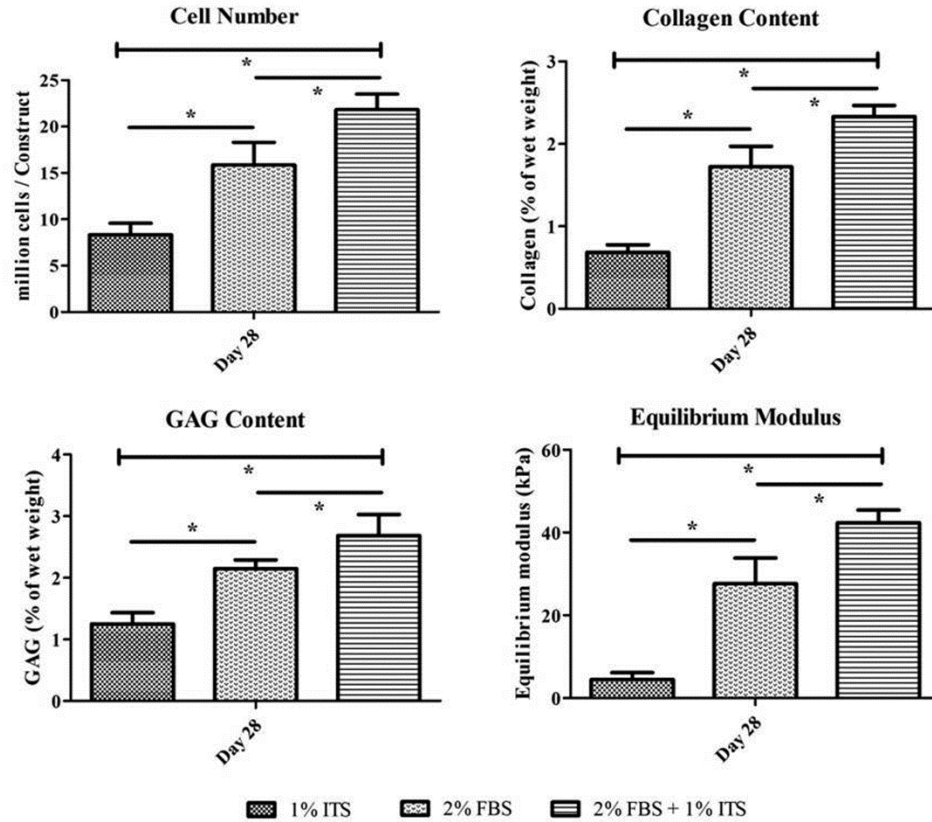 Cell Number
million cells / Construct
25
20
15
10
5
0
*
*
*
Day 28
Collagen Content
Collagen (% of wet weight)
3
2
1
0
*
*
*
Day 28
GAG Content
GAG (% of wet weight)
4
3
2
1
0
*
*
*
Day 28
Equilibrium Modulus
Equilibrium modulus (kPa)
60
40
20
0
*
*
*
Day 28
1% ITS 2% FBS 2% FBS + 1% ITS